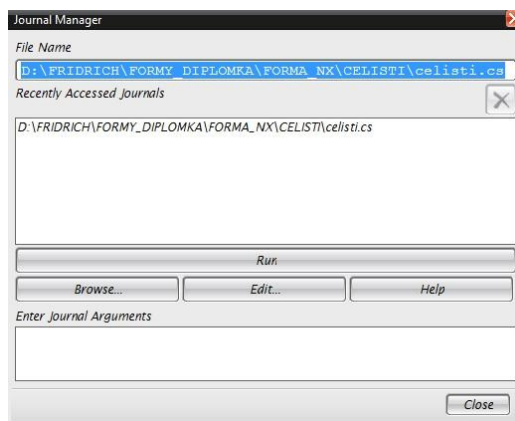 Journal Manager
File Name
D:\FRIDRICH\FORMY_DIPLOMKA\FORMA_NX\CELISTI\celisti.cs
Recently Accessed Journals
D:\FRIDRICH\FORMY_DIPLOMKA\FORMA_NX\CELISTI\celisti.cs
Run
Browse... Edit... Help
Enter Journal Arguments
Close